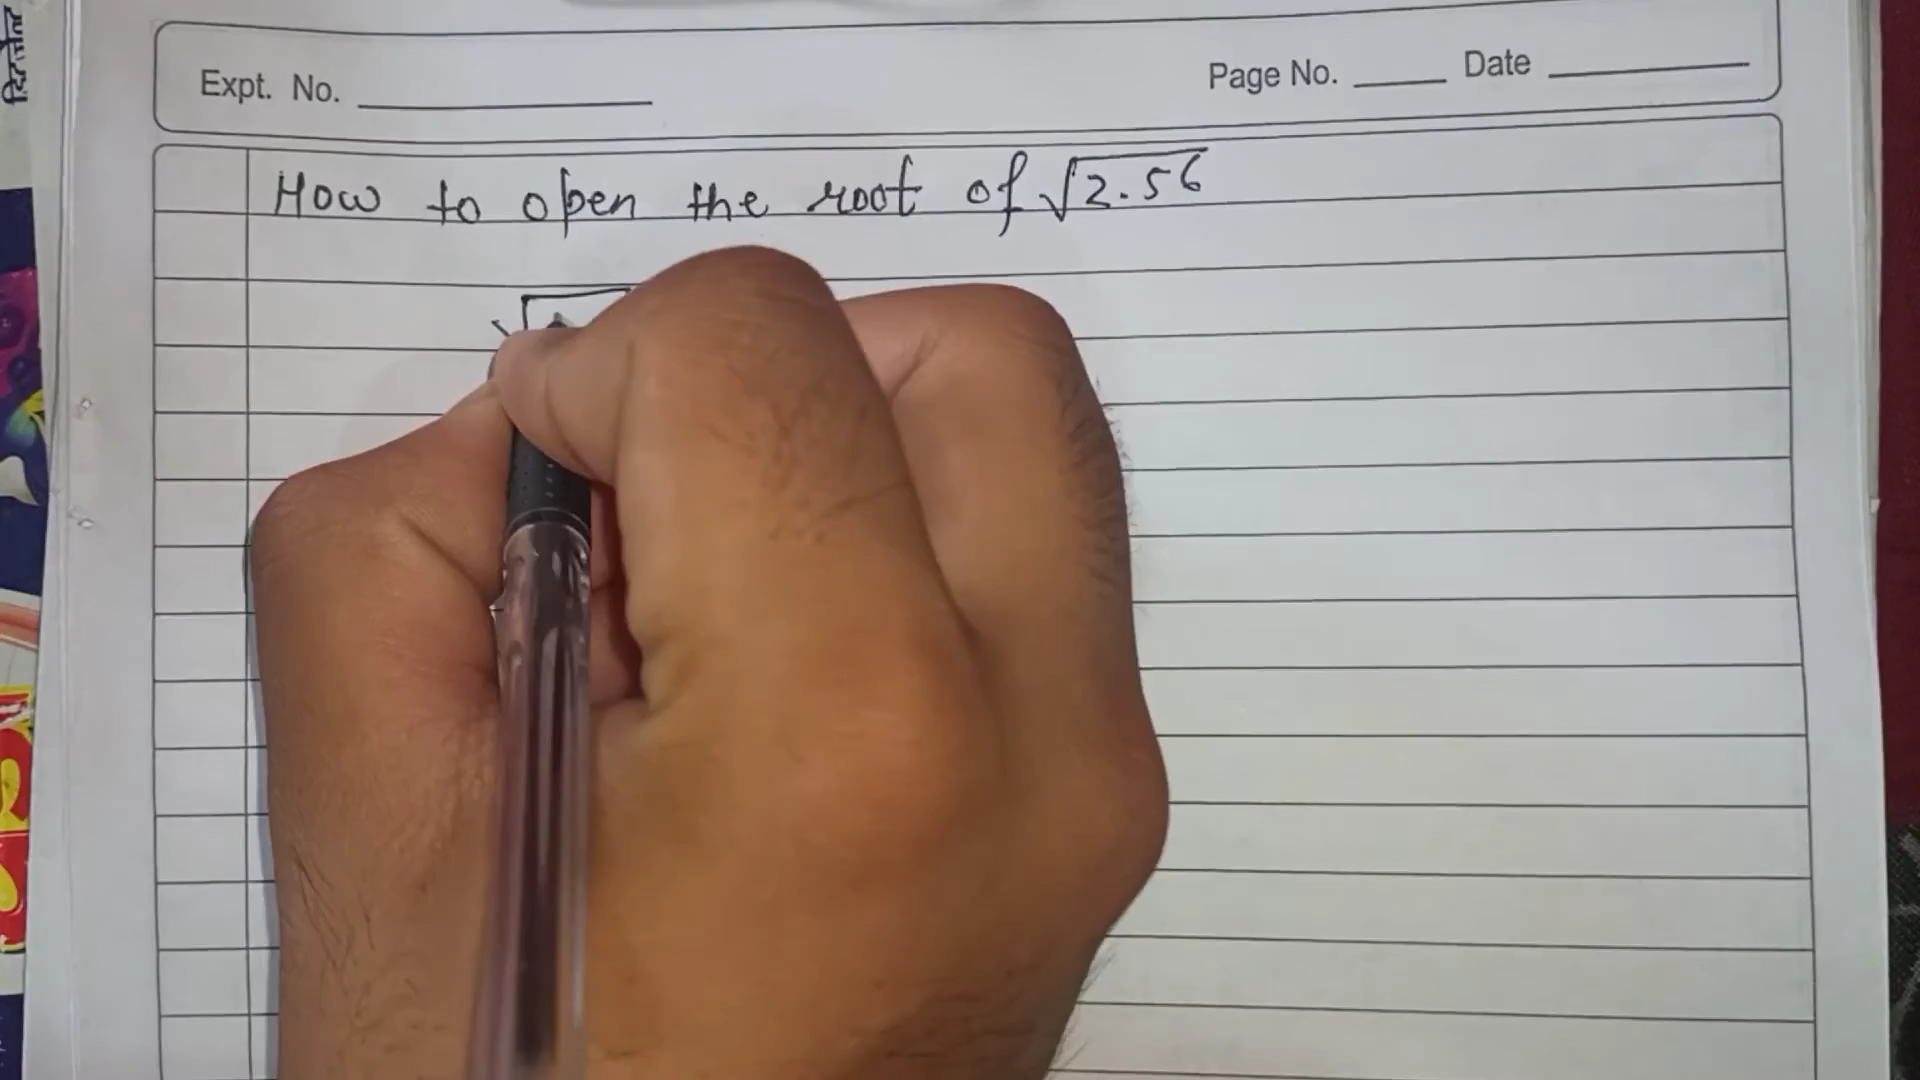 Expt. No. Page No. Date
How to open the root of √2.56